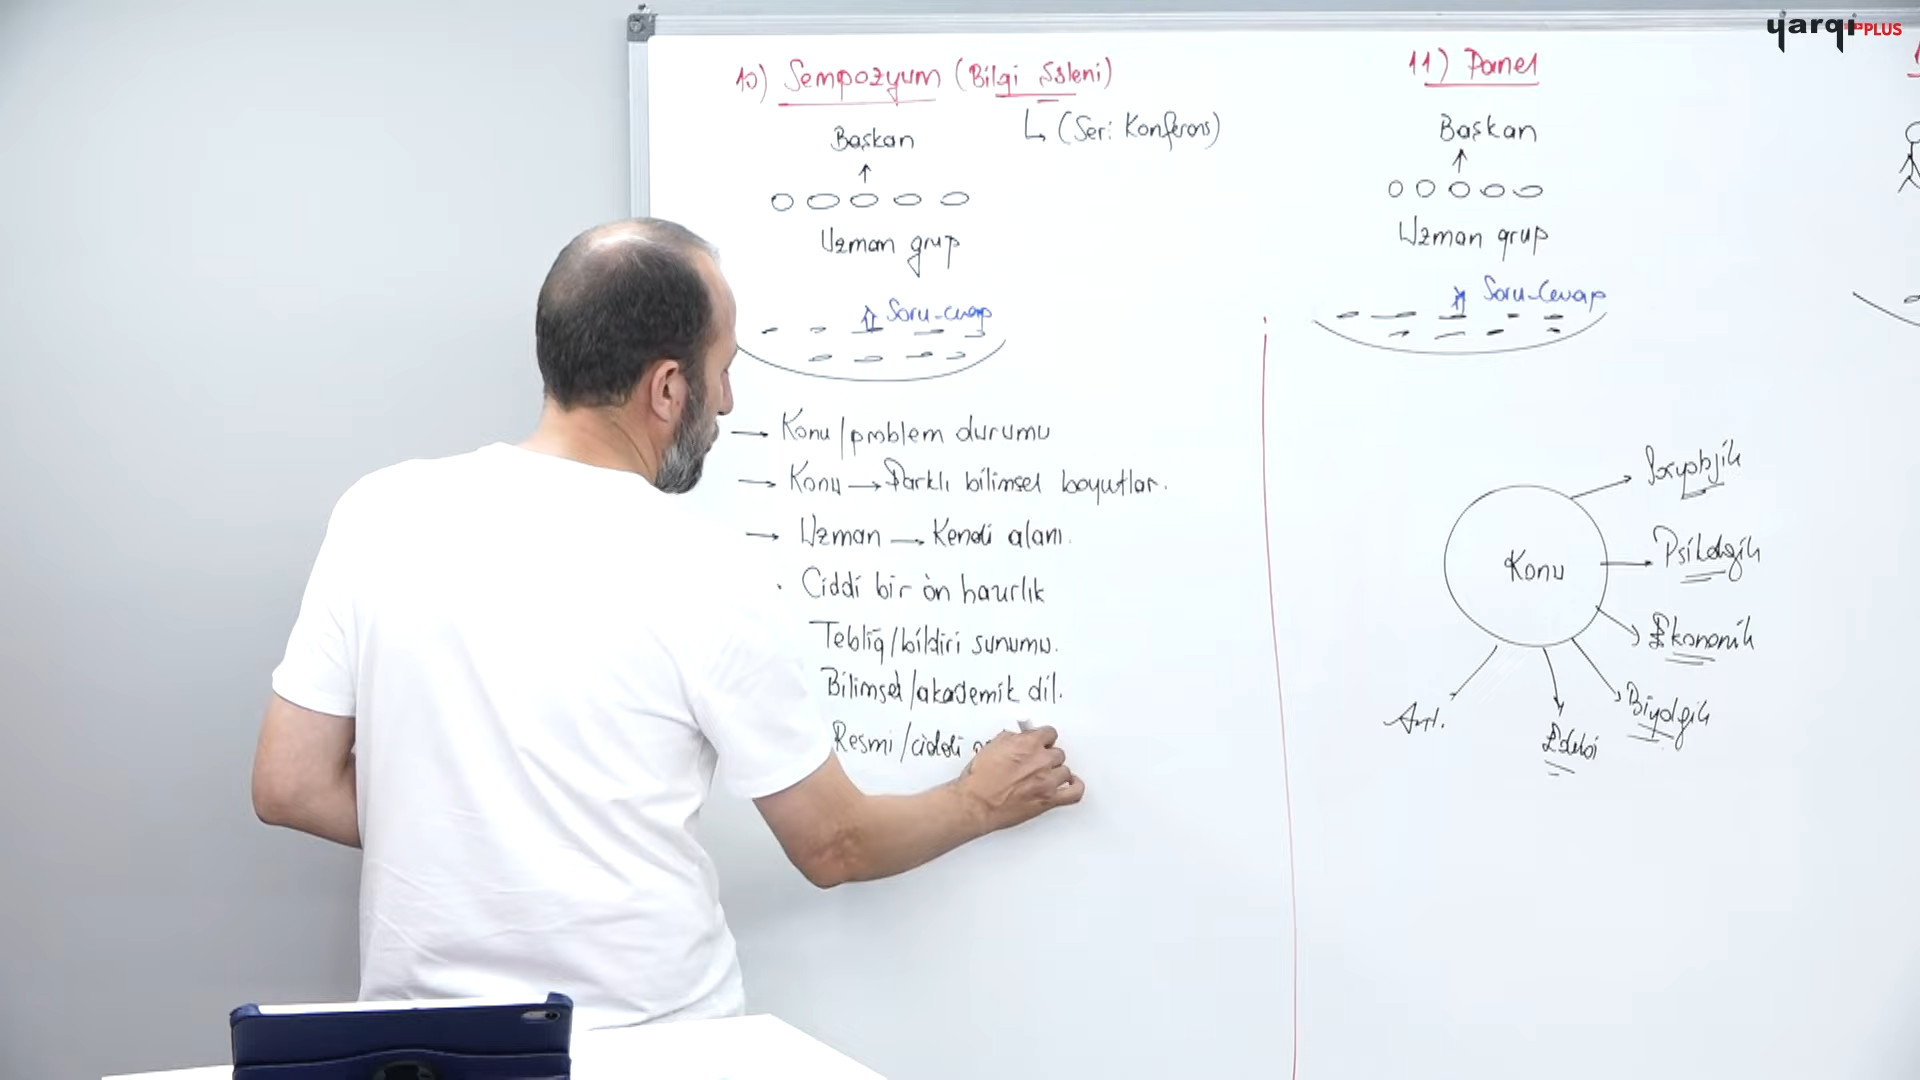 yarqı PLUS
10) Sempozyum (Bilgi Şöleni)
↳ (Seri Konferans)
Başkan
↑
Uzman grup
⇑ Soru-cevap
→ Konu/problem durumu
→ Konu → Farklı bilimsel boyutlar.
→ Uzman → Kendi alanı.
· Ciddi bir ön hazırlık
Tebliğ/bildiri sunumu.
Bilimsel/akademik dil.
Resmi/ciddi
11) Panel
Başkan
↑
Uzman grup
Soru-Cevap
Konu
Psikolojik
Ekonomik
Biyolojik
Edebi